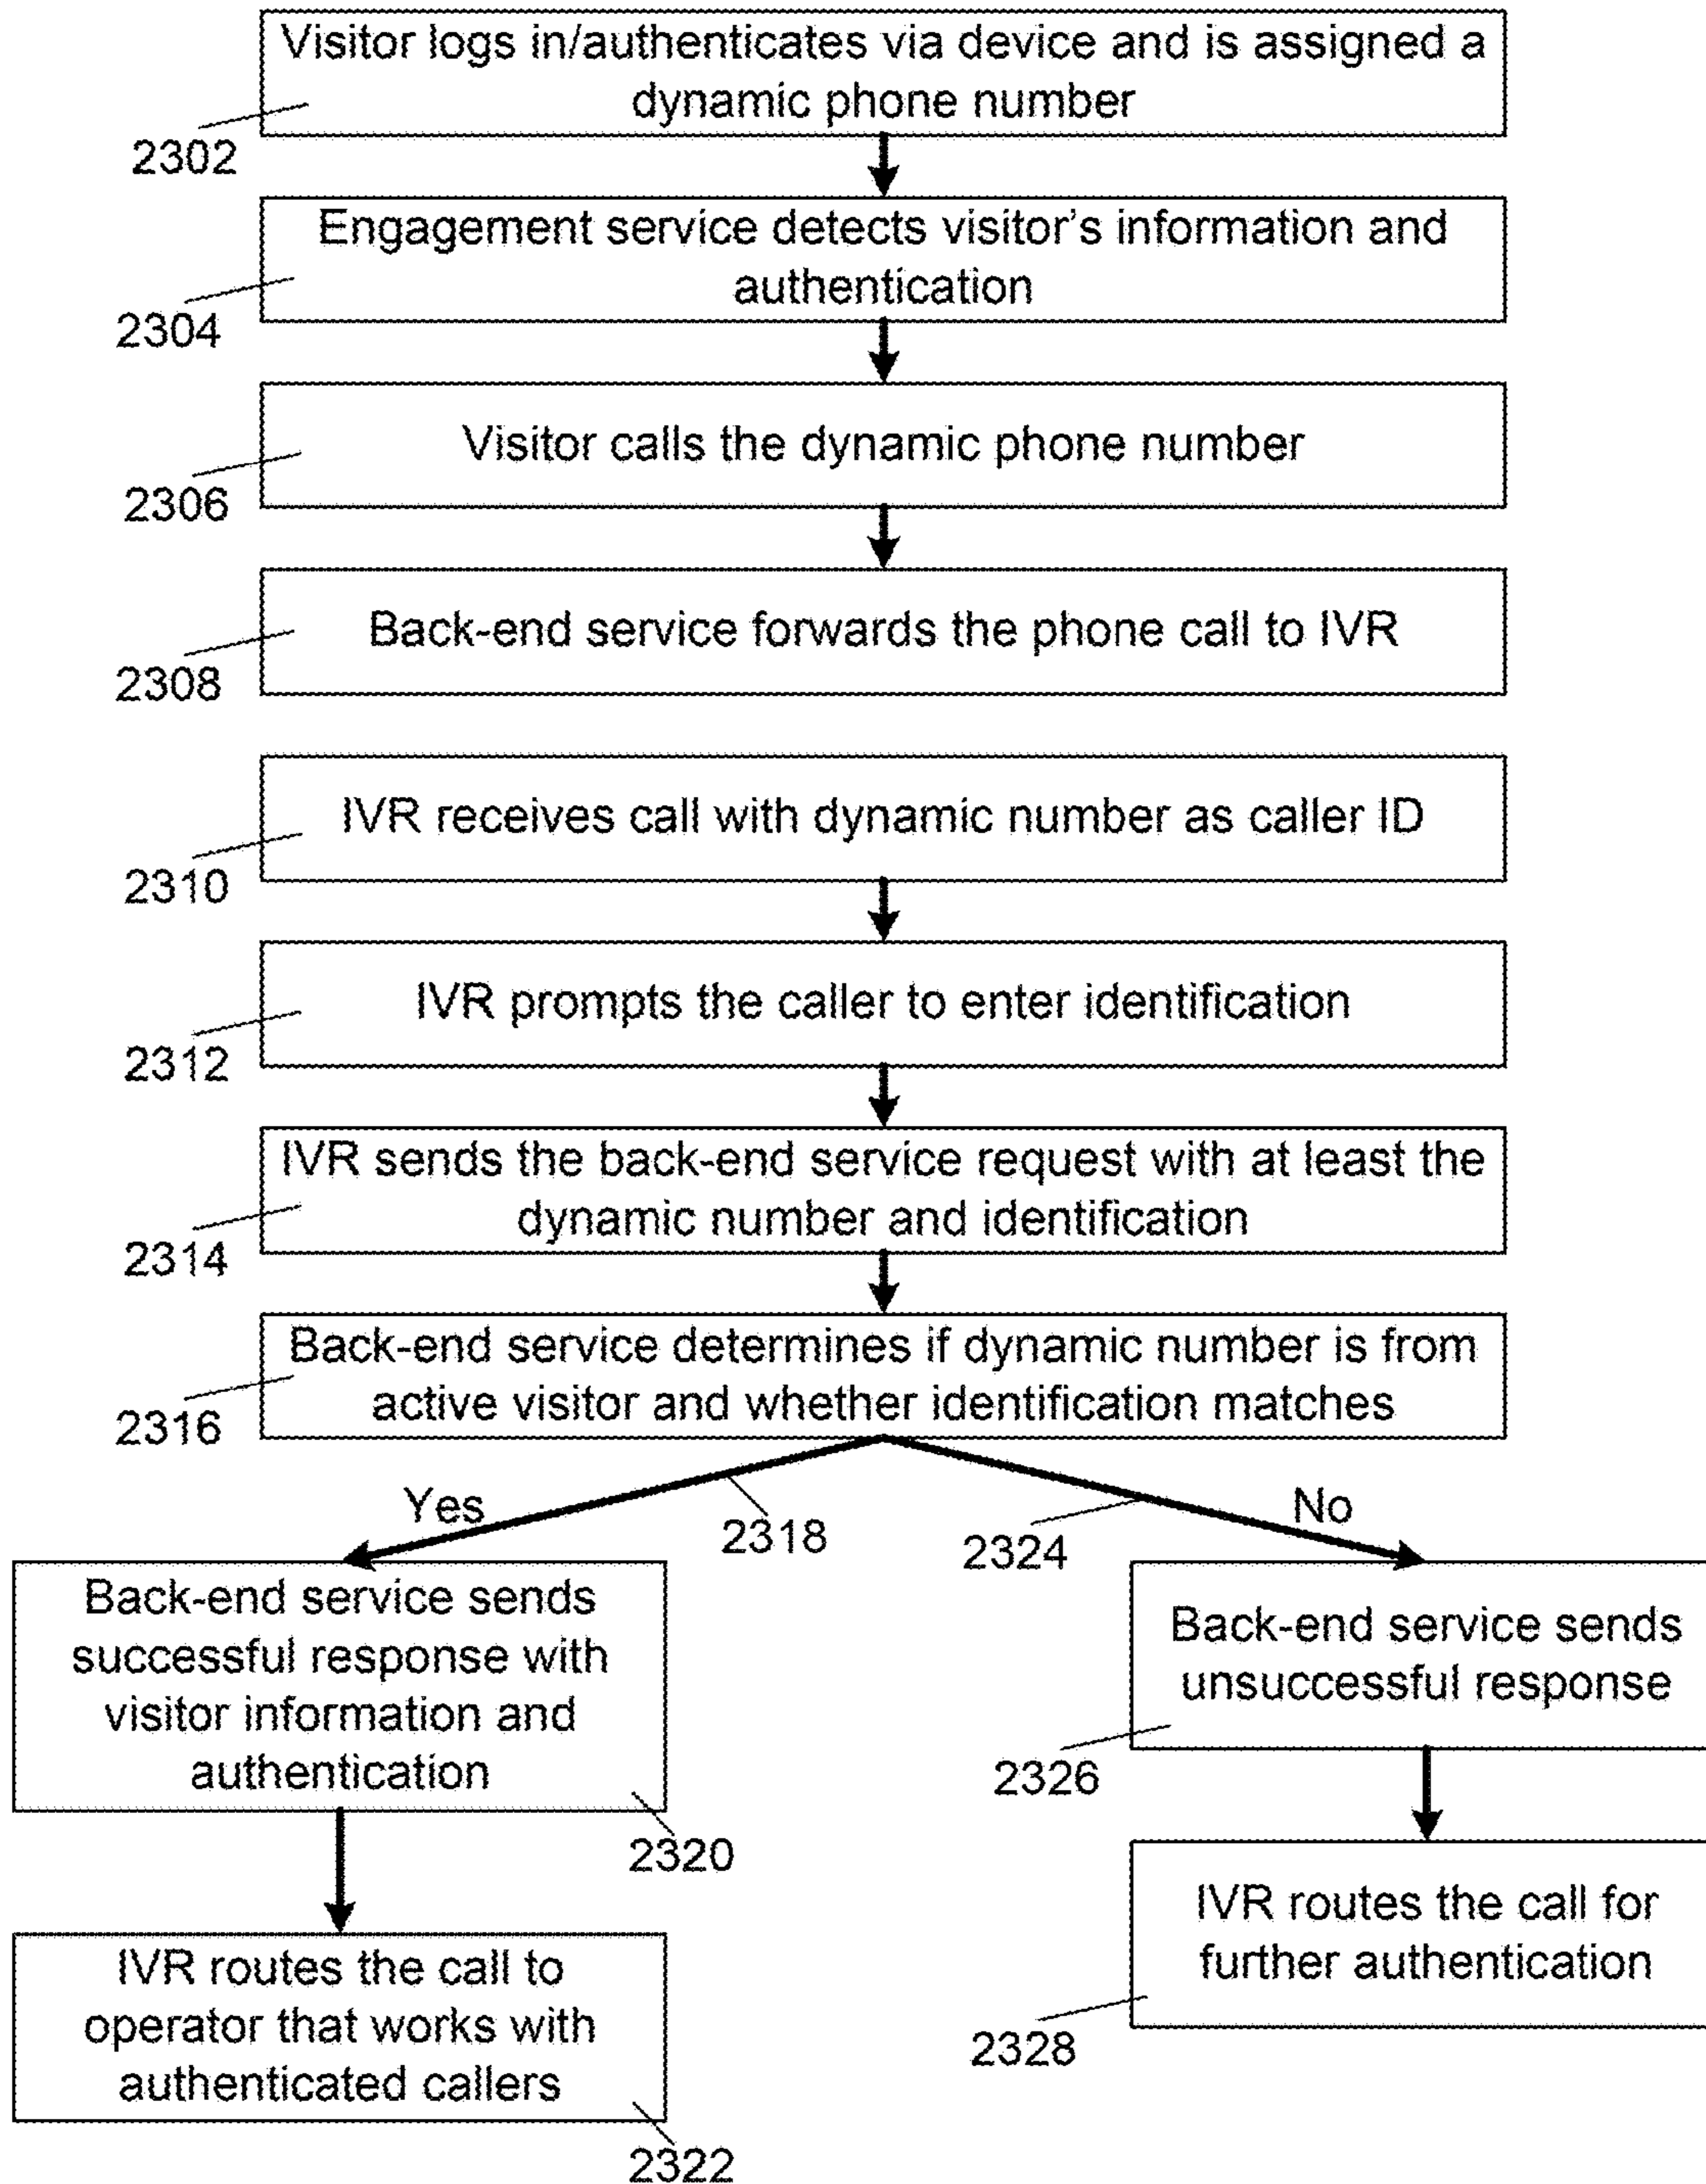 Visitor logs in/authenticates via device and is assigned a
dynamic phone number
2302
Engagement service detects visitor's information and
authentication
2304
Visitor calls the dynamic phone number
2306
Back-end service forwards the phone call to IVR
2308
IVR receives call with dynamic number as caller ID
2310
IVR prompts the caller to enter identification
2312
IVR sends the back-end service request with at least the
dynamic number and identification
2314
Back-end service determines if dynamic number is from
active visitor and whether identification matches
2316
Yes
2318
2324
No
Back-end service sends
successful response with
visitor information and
authentication
2320
IVR routes the call to
operator that works with
authenticated callers
2322
Back-end service sends
unsuccessful response
2326
IVR routes the call for
further authentication
2328